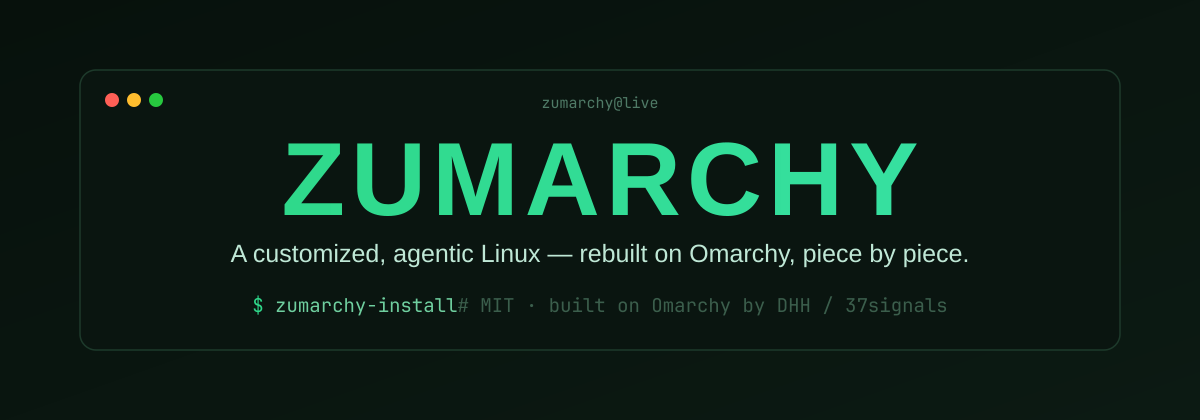 zumarchy@live
ZUMARCHY
A customized, agentic Linux — rebuilt on Omarchy, piece by piece.
$ zumarchy-install# MIT · built on Omarchy by DHH / 37signals